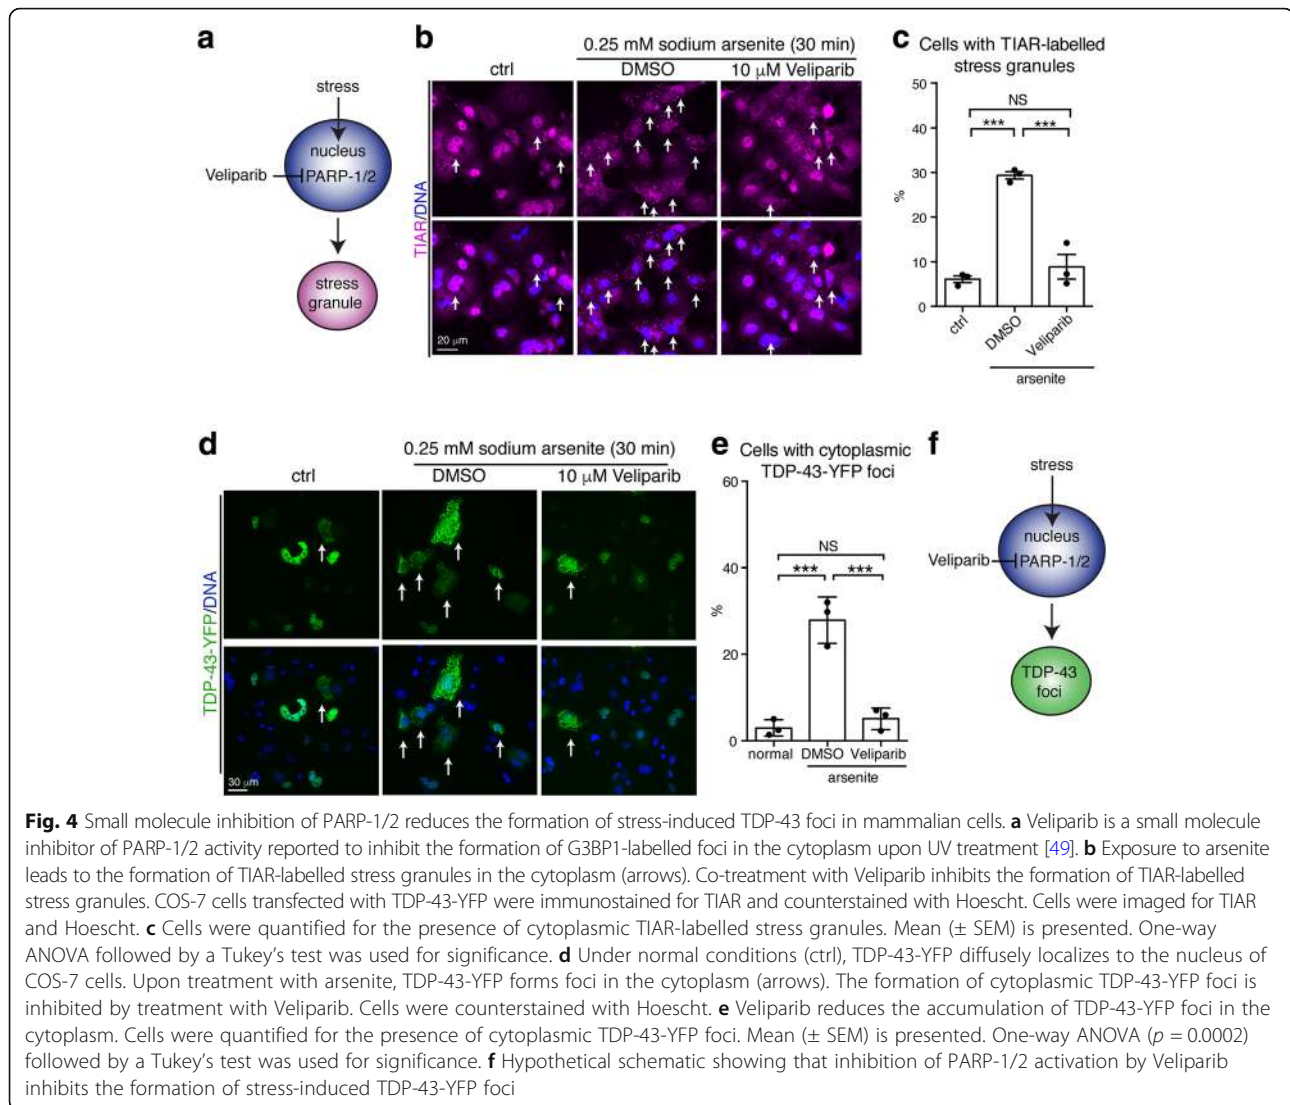 a
stress
nucleus
Veliparib
PARP-1/2
stress
granule
b
0.25 mM sodium arsenite (30 min)
ctrl
DMSO
10 μM Veliparib
TIAR/DNA
20 μm
c
Cells with TIAR-labelled
stress granules
50
40
30
20
10
0
%
NS
***
***
ctrl
DMSO
Veliparib
arsenite
d
0.25 mM sodium arsenite (30 min)
ctrl
DMSO
10 μM Veliparib
TDP-43-YFP/DNA
30 μm
e
Cells with cytoplasmic
TDP-43-YFP foci
60
40
20
0
%
NS
***
***
normal
DMSO
Veliparib
arsenite
f
stress
nucleus
Veliparib
PARP-1/2
TDP-43
foci
Fig. 4 Small molecule inhibition of PARP-1/2 reduces the formation of stress-induced TDP-43 foci in mammalian cells. a Veliparib is a small molecule
inhibitor of PARP-1/2 activity reported to inhibit the formation of G3BP1-labelled foci in the cytoplasm upon UV treatment [49]. b Exposure to arsenite
leads to the formation of TIAR-labelled stress granules in the cytoplasm (arrows). Co-treatment with Veliparib inhibits the formation of TIAR-labelled
stress granules. COS-7 cells transfected with TDP-43-YFP were immunostained for TIAR and counterstained with Hoescht. Cells were imaged for TIAR
and Hoescht. c Cells were quantified for the presence of cytoplasmic TIAR-labelled stress granules. Mean (± SEM) is presented. One-way
ANOVA followed by a Tukey's test was used for significance. d Under normal conditions (ctrl), TDP-43-YFP diffusely localizes to the nucleus of
COS-7 cells. Upon treatment with arsenite, TDP-43-YFP forms foci in the cytoplasm (arrows). The formation of cytoplasmic TDP-43-YFP foci is
inhibited by treatment with Veliparib. Cells were counterstained with Hoescht. e Veliparib reduces the accumulation of TDP-43-YFP foci in the
cytoplasm. Cells were quantified for the presence of cytoplasmic TDP-43-YFP foci. Mean (± SEM) is presented. One-way ANOVA (p = 0.0002)
followed by a Tukey's test was used for significance. f Hypothetical schematic showing that inhibition of PARP-1/2 activation by Veliparib
inhibits the formation of stress-induced TDP-43-YFP foci